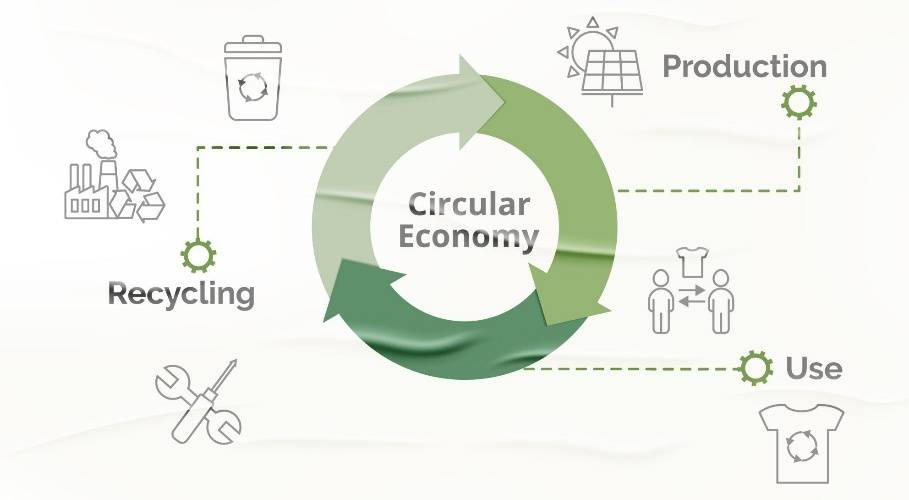 Production
Circular
Economy
Recycling
Use